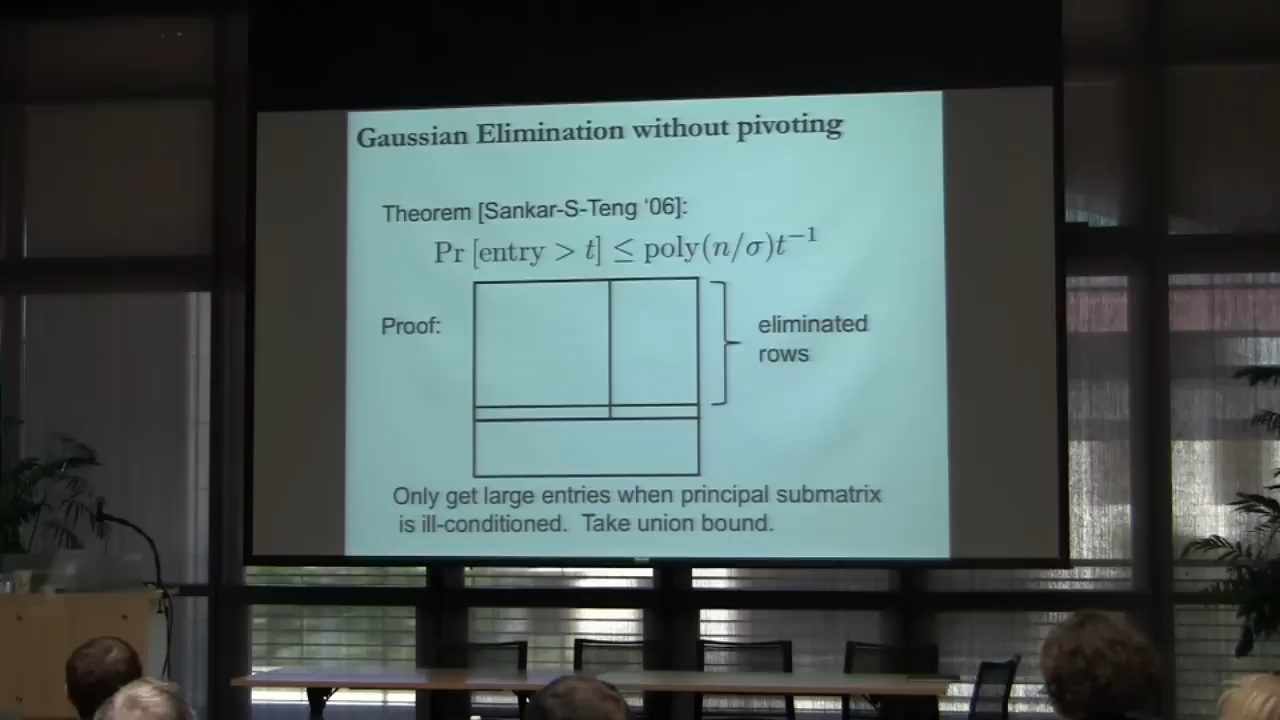 Gaussian Elimination without pivoting
Theorem [Sankar-S-Teng ‘06]:
Pr [entry > t] ≤ poly(n/σ)t⁻¹
Proof:
eliminated
rows
Only get large entries when principal submatrix
is ill-conditioned. Take union bound.